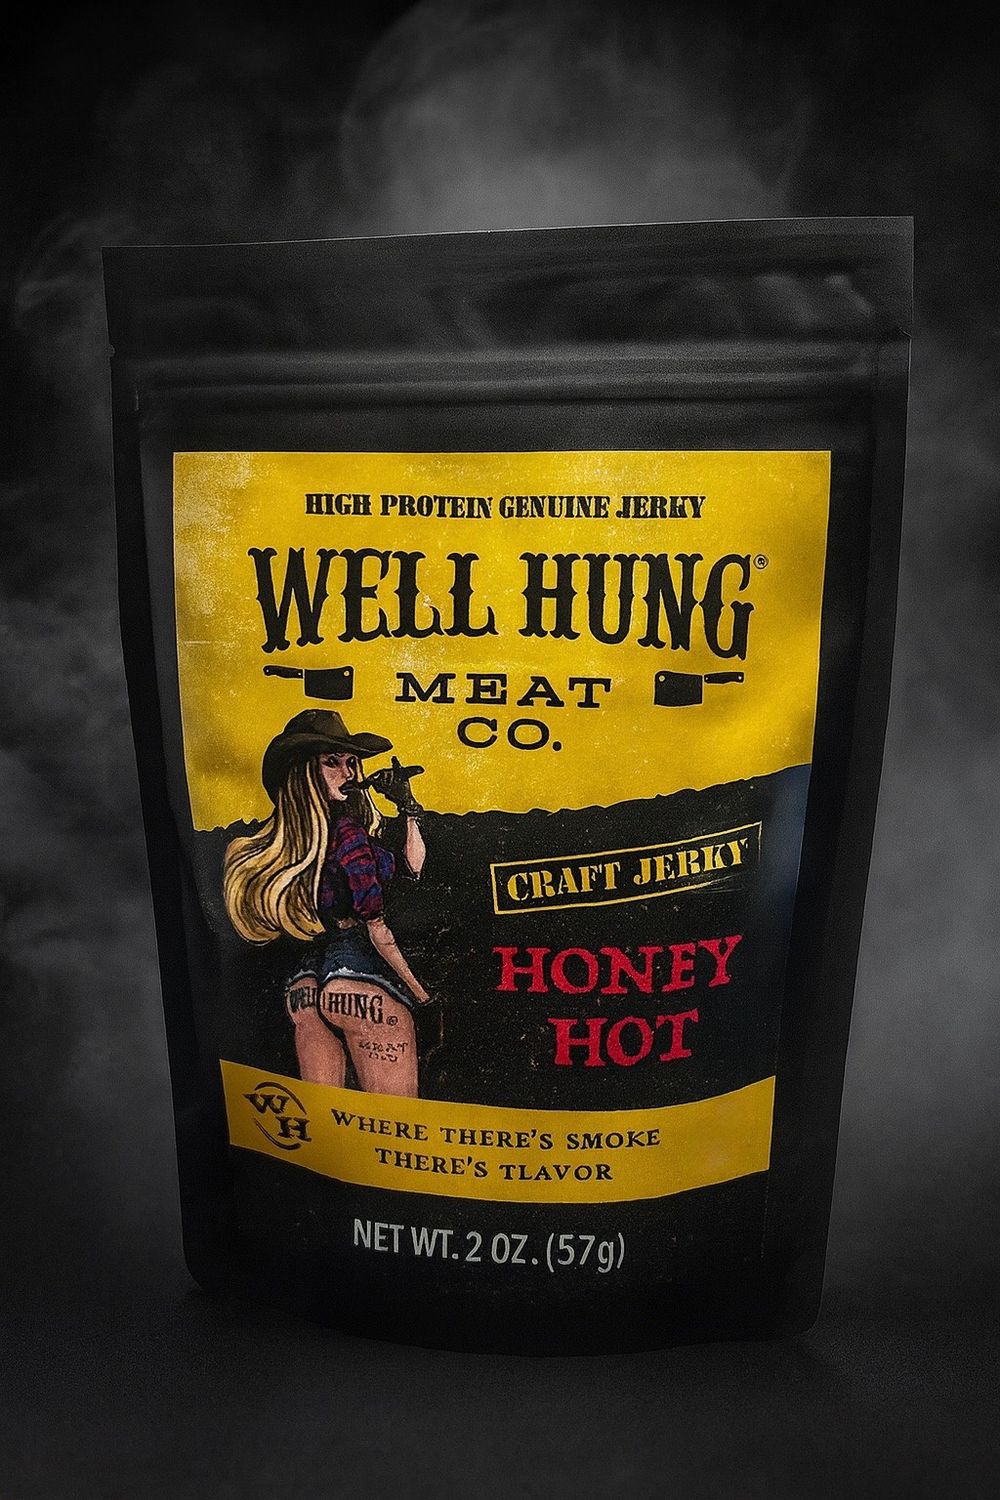 HIGH PROTEIN GENUINE JERKY
WELL HUNG®
MEAT
CO.
CRAFT JERKY
HONEY
HOT
WELL HUNG®
MEAT
WH
WHERE THERE'S SMOKE
THERE'S TLAVOR
NET WT. 2 OZ. (57g)